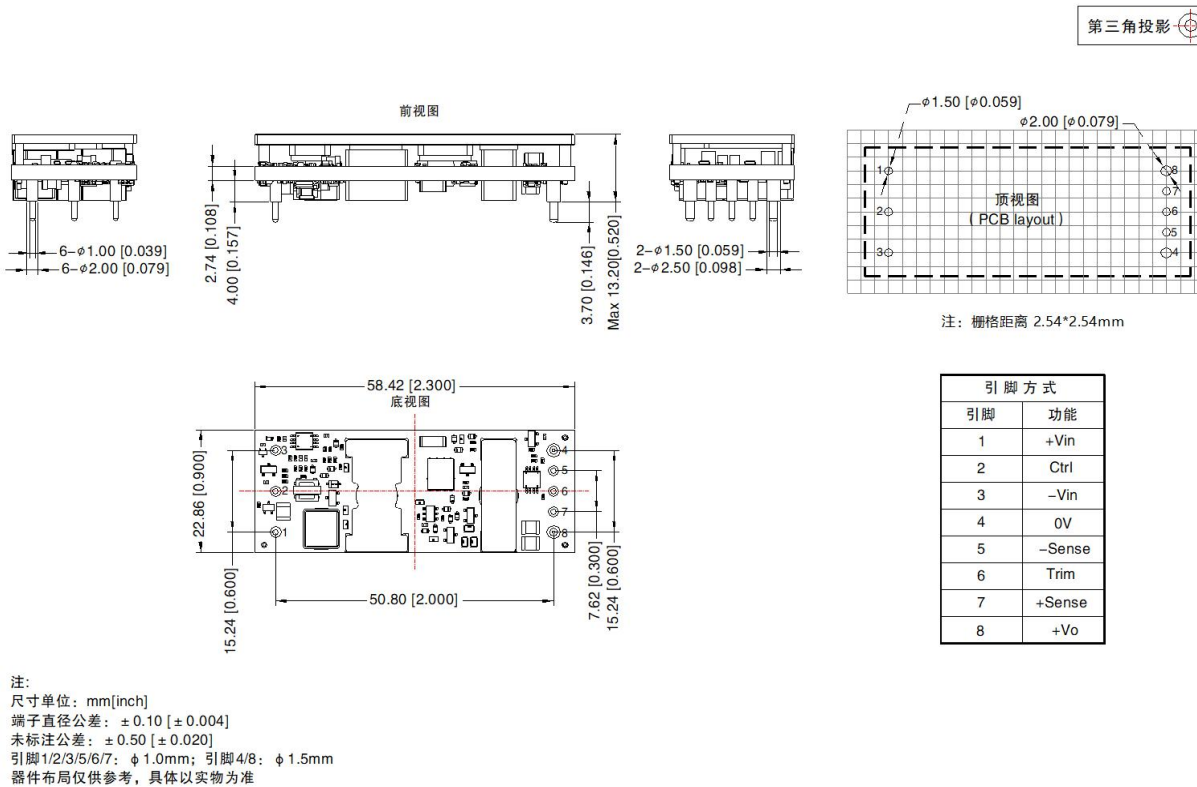 第三角投影
前视图
2.74 [0.108]
4.00 [0.157]
3.70 [0.146]
Max 13.20[0.520]
6-φ1.00 [0.039]
6-φ2.00 [0.079]
2-φ1.50 [0.059]
2-φ2.50 [0.098]
φ1.50 [φ0.059]
φ2.00 [φ0.079]
1
2
3
8
7
6
5
4
顶视图
( PCB layout )
注：栅格距离 2.54*2.54mm
58.42 [2.300]
底视图
22.86 [0.900]
15.24 [0.600]
50.80 [2.000]
7.62 [0.300]
15.24 [0.600]
3
2
1
4
5
6
7
8
引脚方式
引脚 功能
1 +Vin
2 Ctrl
3 -Vin
4 0V
5 -Sense
6 Trim
7 +Sense
8 +Vo
注:
尺寸单位：mm[inch]
端子直径公差：±0.10 [±0.004]
未标注公差：±0.50 [±0.020]
引脚1/2/3/5/6/7：φ1.0mm；引脚4/8：φ1.5mm
器件布局仅供参考，具体以实物为准